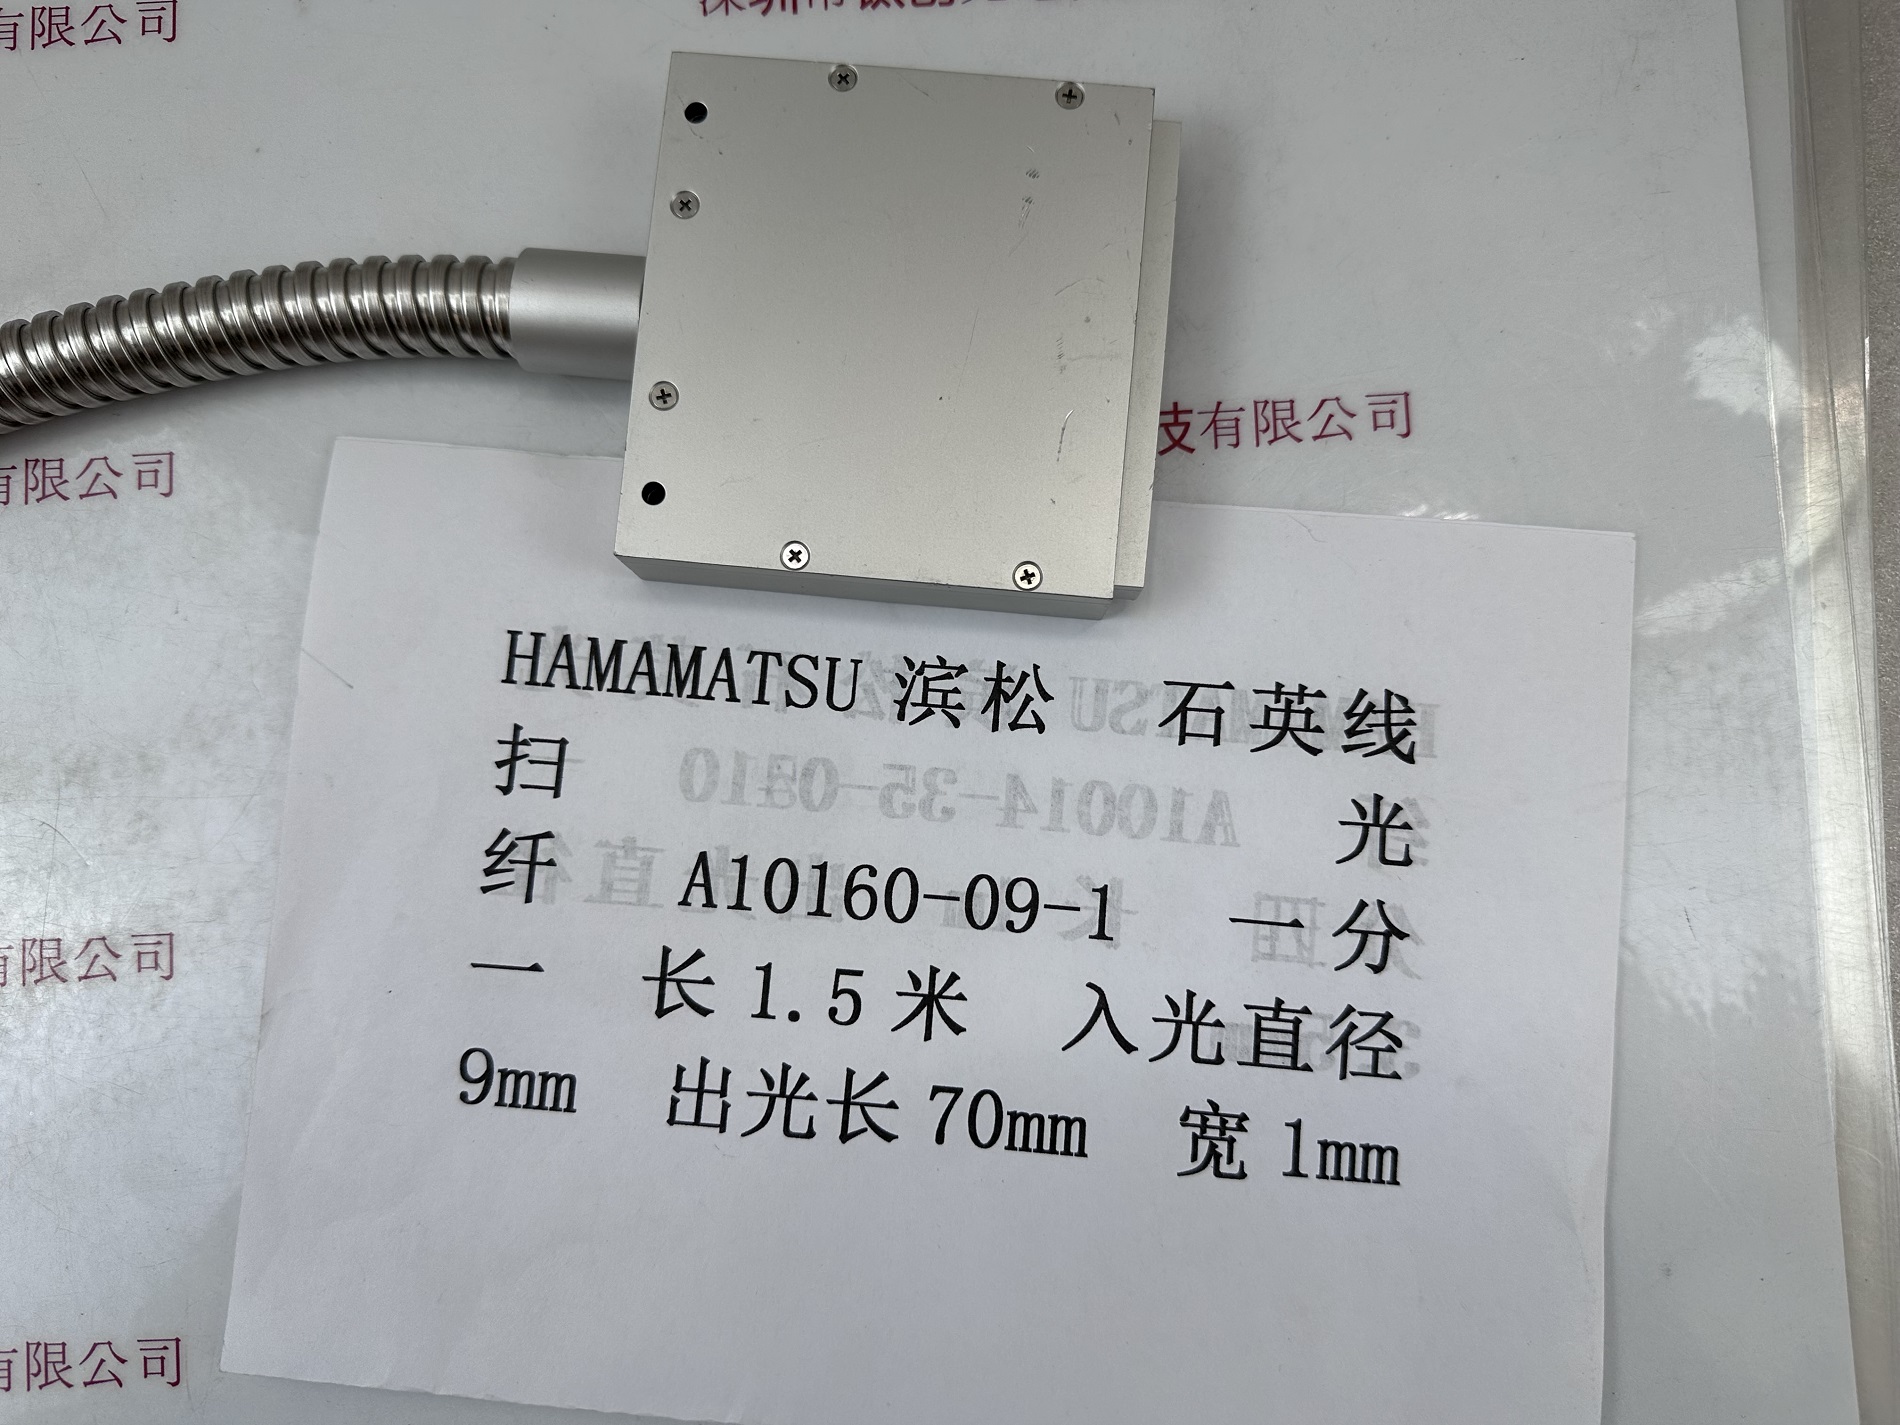 有限公司
技有限公司
有限公司
HAMAMATSU 滨松 石英线
扫 光
纤 A10160-09-1 一分
一 长 1.5 米 入光直径
9mm 出光长 70mm 宽 1mm
有限公司
有限公司